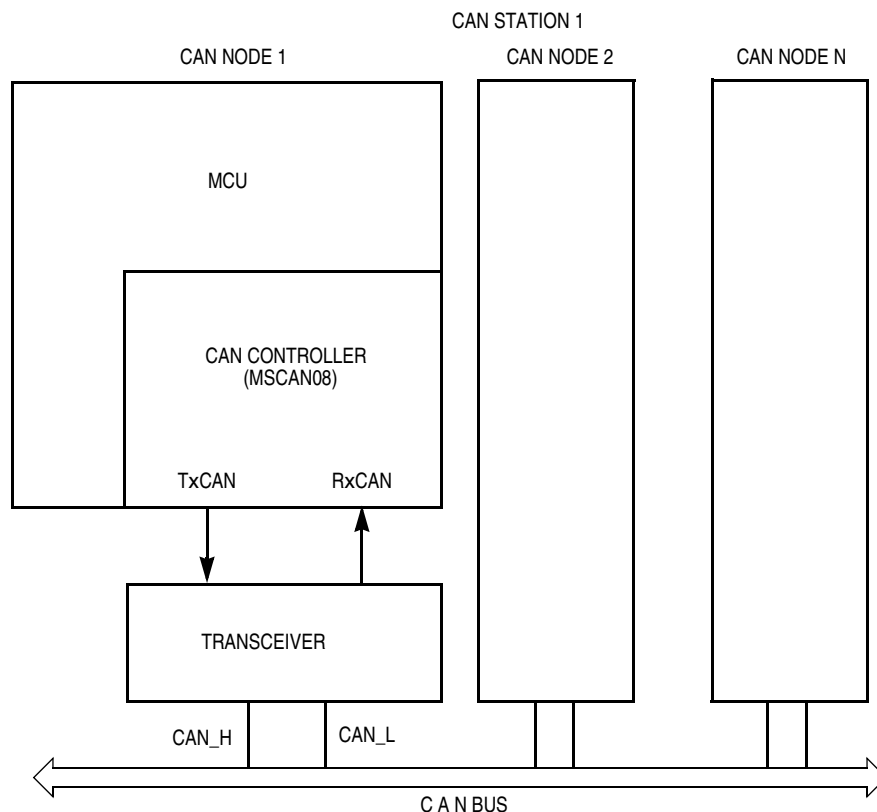 CAN STATION 1
CAN NODE 1
CAN NODE 2
CAN NODE N
MCU
CAN CONTROLLER
(MSCAN08)
TxCAN
RxCAN
TRANSCEIVER
CAN_H
CAN_L
C A N BUS